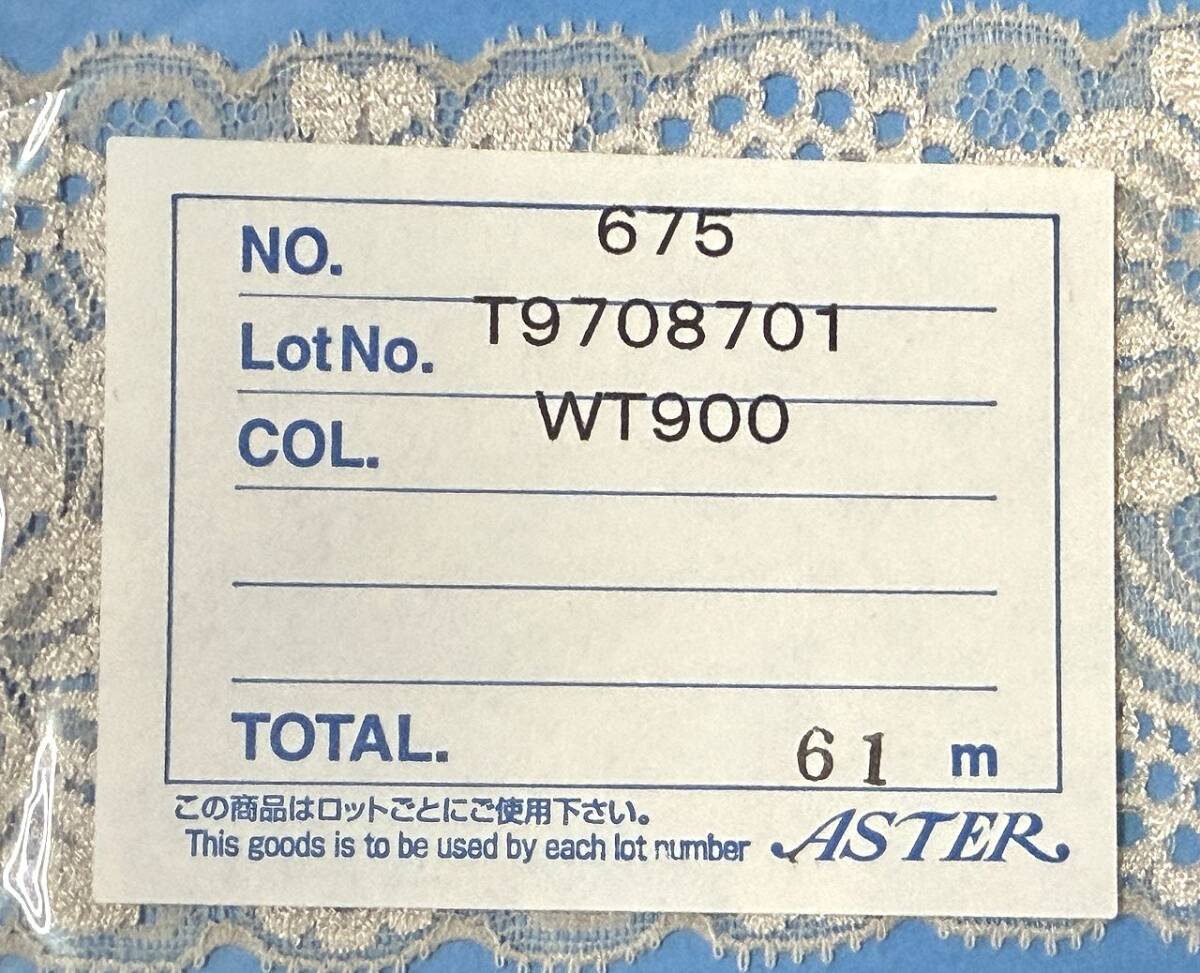 NO. 675
Lot No. T9708701
COL. WT900
TOTAL. 61 m
この商品はロットごとにご使用下さい。
This goods is to be used by each lot number
ASTER